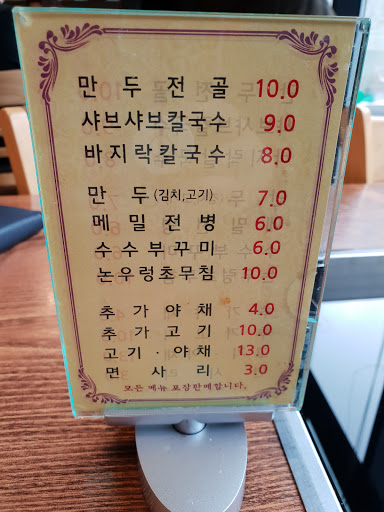 만두전골 10.0
샤브샤브칼국수 9.0
바지락칼국수 8.0
만두(김치,고기) 7.0
메밀전병 6.0
수수부꾸미 6.0
논우렁초무침 10.0
추가야채 4.0
추가고기 10.0
고기·야채 13.0
면사리 3.0
모든 메뉴 포장판매합니다.